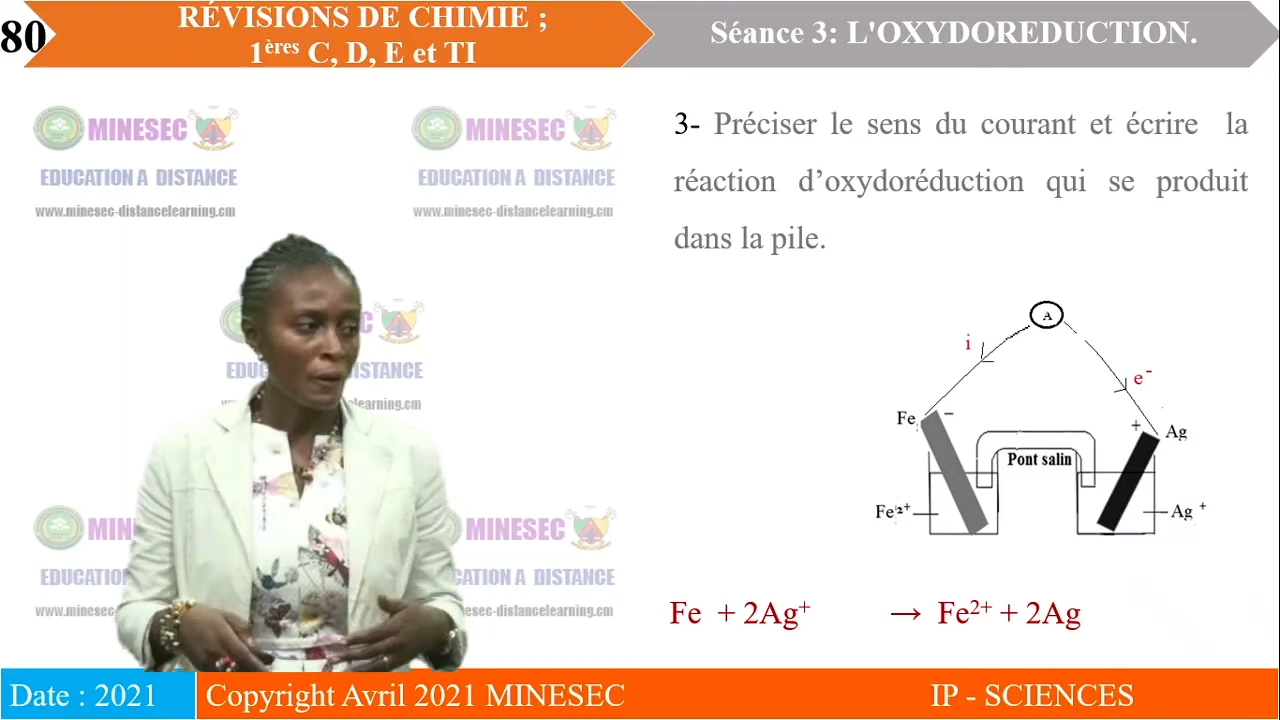 80
RÉVISIONS DE CHIMIE ;
1ères C, D, E et TI
Séance 3: L'OXYDOREDUCTION.
MINESEC
EDUCATION A DISTANCE
www.minesec-distancelearning.cm
MINESEC
EDUCATION A DISTANCE
www.minesec-distancelearning.cm
3- Préciser le sens du courant et écrire la
réaction d’oxydoréduction qui se produit
dans la pile.
A
i
e-
Fe
-
+
Ag
Pont salin
Fe2+
Ag +
MINESEC
Fe + 2Ag+ → Fe2+ + 2Ag
Date : 2021
Copyright Avril 2021 MINESEC
IP - SCIENCES